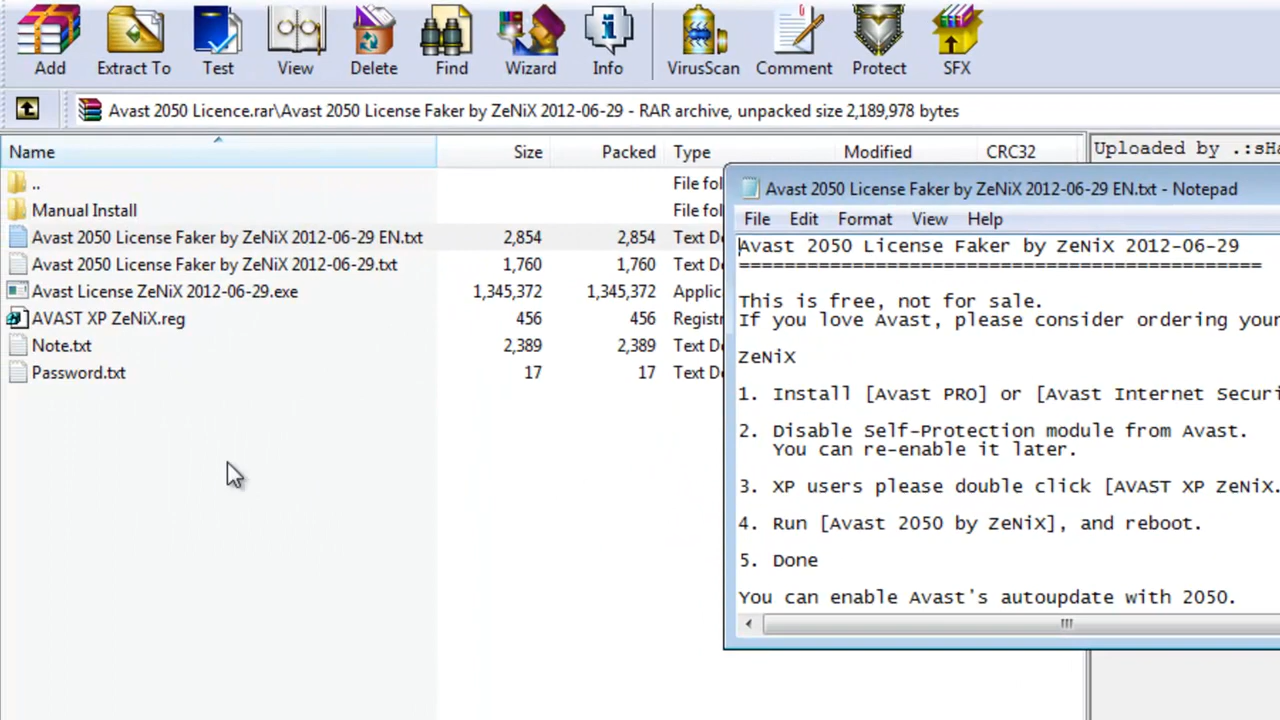 Add Extract To Test View Delete Find Wizard Info VirusScan Comment Protect SFX
Avast 2050 Licence.rar\Avast 2050 License Faker by ZeNiX 2012-06-29 - RAR archive, unpacked size 2,189,978 bytes
Name Size Packed Type Modified CRC32
Uploaded by .:sHa
.. File fol
Manual Install File fol
Avast 2050 License Faker by ZeNiX 2012-06-29 EN.txt 2,854 2,854 Text De
Avast 2050 License Faker by ZeNiX 2012-06-29.txt 1,760 1,760 Text De
Avast License ZeNiX 2012-06-29.exe 1,345,372 1,345,372 Applic
AVAST XP ZeNiX.reg 456 456 Registr
Note.txt 2,389 2,389 Text De
Password.txt 17 17 Text De
Avast 2050 License Faker by ZeNiX 2012-06-29 EN.txt - Notepad
File Edit Format View Help
Avast 2050 License Faker by ZeNiX 2012-06-29
==============================================
This is free, not for sale.
If you love Avast, please consider ordering your
ZeNiX
1. Install [Avast PRO] or [Avast Internet Securi
2. Disable Self-Protection module from Avast.
You can re-enable it later.
3. XP users please double click [AVAST XP ZeNiX.
4. Run [Avast 2050 by ZeNiX], and reboot.
5. Done
You can enable Avast's autoupdate with 2050.